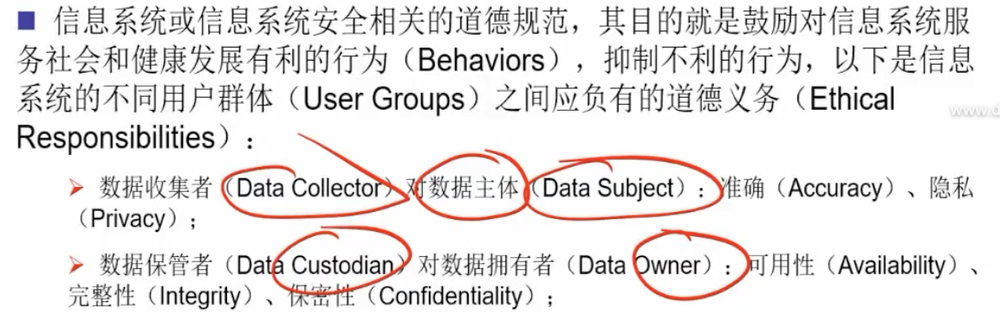 信息系统或信息系统安全相关的道德规范，其目的就是鼓励对信息系统服
务社会和健康发展有利的行为（Behaviors），抑制不利的行为，以下是信息
系统的不同用户群体（User Groups）之间应负有的道德义务（Ethical
www.d
Responsibilities）：
数据收集者（Data Collector）对数据主体（Data Subject）：准确（Accuracy）、隐私
（Privacy）；
数据保管者（Data Custodian）对数据拥有者（Data Owner）：可用性（Availability）、
完整性（Integrity）、保密性（Confidentiality）；